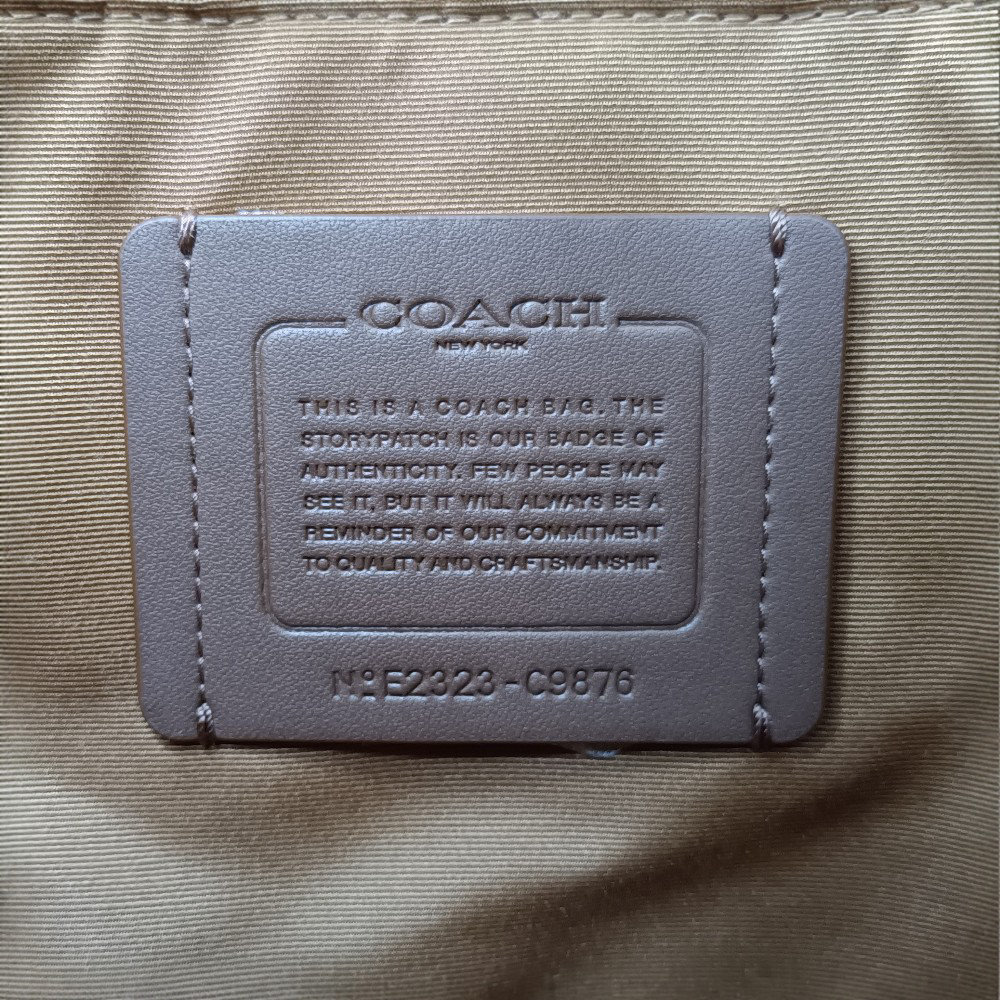 COACH
NEW YORK
THIS IS A COACH BAG. THE
STORYPATCH IS OUR BADGE OF
AUTHENTICITY. FEW PEOPLE MAY
SEE IT, BUT IT WILL ALWAYS BE A
REMINDER OF OUR COMMITMENT
TO QUALITY AND CRAFTSMANSHIP.
Nº E2323-C9876